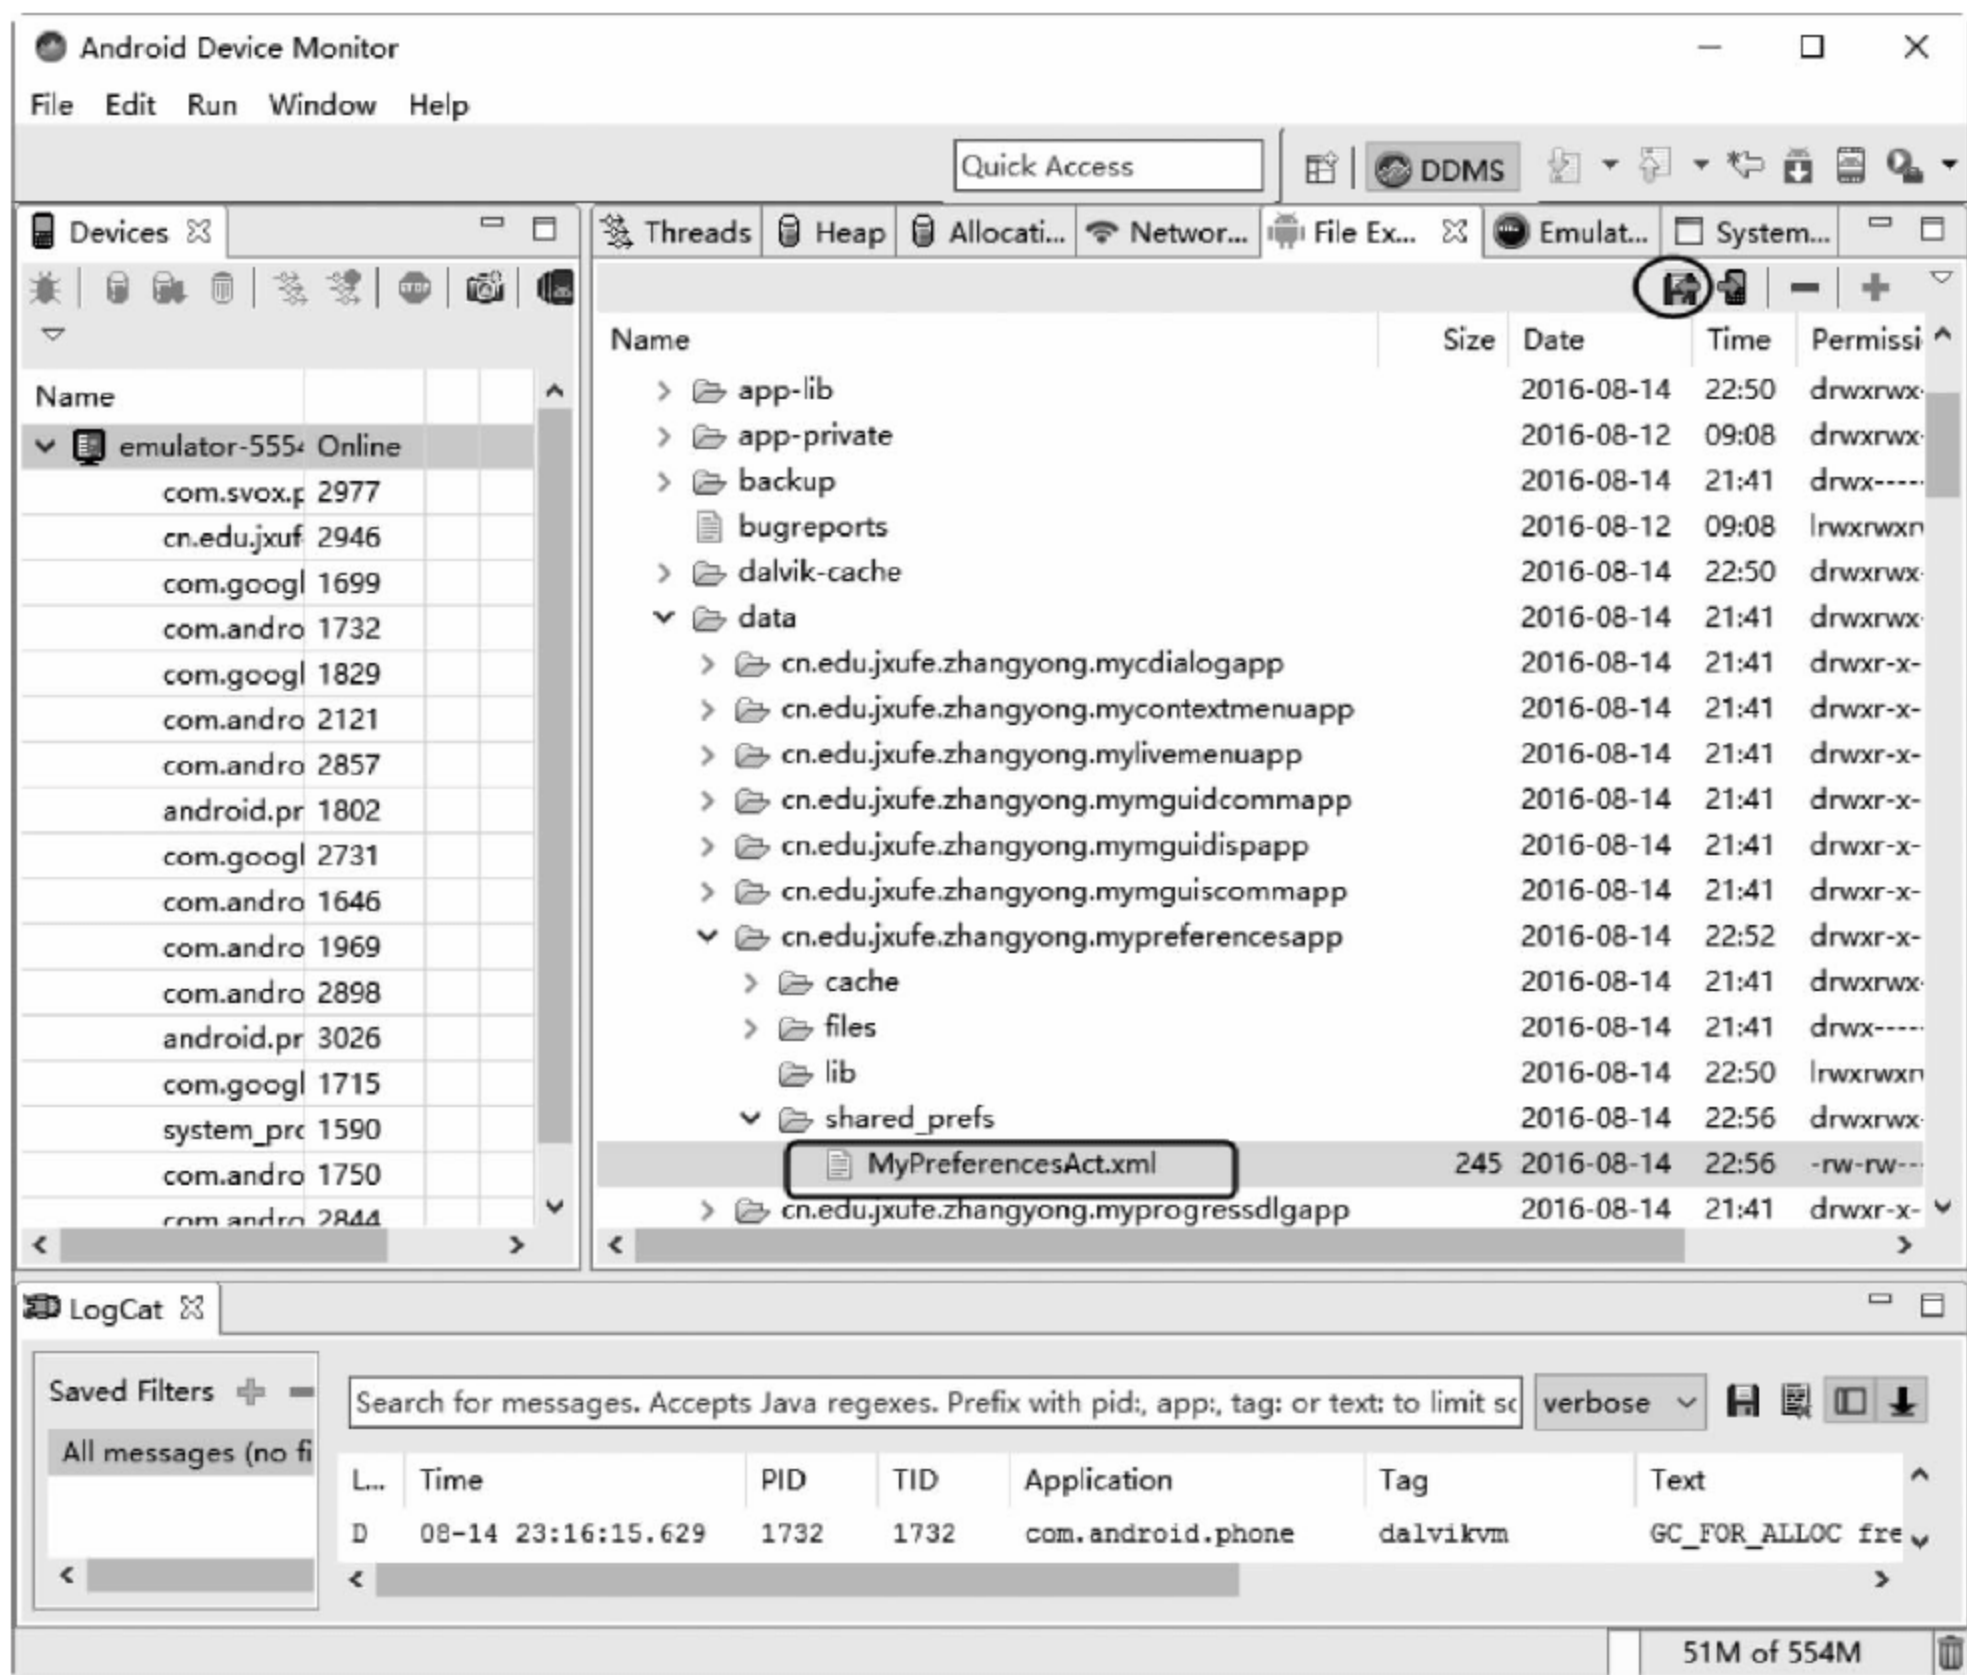 Android Device Monitor
File Edit Run Window Help
Quick Access DDMS
Devices
Name
emulator-5554 Online
com.svox.p 2977
cn.edu.jxuf 2946
com.googl 1699
com.andro 1732
com.googl 1829
com.andro 2121
com.andro 2857
android.pr 1802
com.googl 2731
com.andro 1646
com.andro 1969
com.andro 2898
android.pr 3026
com.googl 1715
system_prc 1590
com.andro 1750
com.andro 2844
Threads Heap Allocati... Networ... File Ex... Emulat... System...
Name Size Date Time Permissi
app-lib 2016-08-14 22:50 drwxrwx-
app-private 2016-08-12 09:08 drwxrwx-
backup 2016-08-14 21:41 drwx-----
bugreports 2016-08-12 09:08 lrwxrwxrw
dalvik-cache 2016-08-14 22:50 drwxrwx-
data 2016-08-14 21:41 drwxrwx-
cn.edu.jxufe.zhangyong.mycdialogapp 2016-08-14 21:41 drwxr-x-
cn.edu.jxufe.zhangyong.mycontextmenuapp 2016-08-14 21:41 drwxr-x-
cn.edu.jxufe.zhangyong.mylivemenuapp 2016-08-14 21:41 drwxr-x-
cn.edu.jxufe.zhangyong.mymguidcommapp 2016-08-14 21:41 drwxr-x-
cn.edu.jxufe.zhangyong.mymguidispapp 2016-08-14 21:41 drwxr-x-
cn.edu.jxufe.zhangyong.mymguiscommapp 2016-08-14 21:41 drwxr-x-
cn.edu.jxufe.zhangyong.mypreferencesapp 2016-08-14 22:52 drwxr-x-
cache 2016-08-14 21:41 drwxrwx-
files 2016-08-14 21:41 drwx-----
lib 2016-08-14 22:50 lrwxrwxrw
shared_prefs 2016-08-14 22:56 drwxrwx-
MyPreferencesAct.xml 245 2016-08-14 22:56 -rw-rw---
cn.edu.jxufe.zhangyong.myprogressdlgapp 2016-08-14 21:41 drwxr-x-
LogCat
Saved Filters
All messages (no fi
Search for messages. Accepts Java regexes. Prefix with pid:, app:, tag: or text: to limit sc verbose
L... Time PID TID Application Tag Text
D 08-14 23:16:15.629 1732 1732 com.android.phone dalvikvm GC_FOR_ALLOC fre
51M of 554M